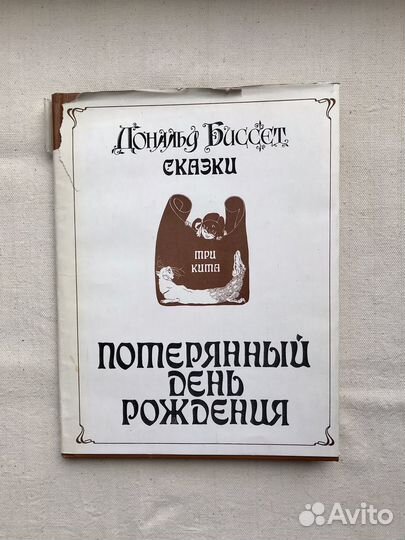 Дональд Биссет
СКАЗКИ
ТРИ
КИТА
ПОТЕРЯННЫЙ
ДЕНЬ
РОЖДЕНИЯ
Avito